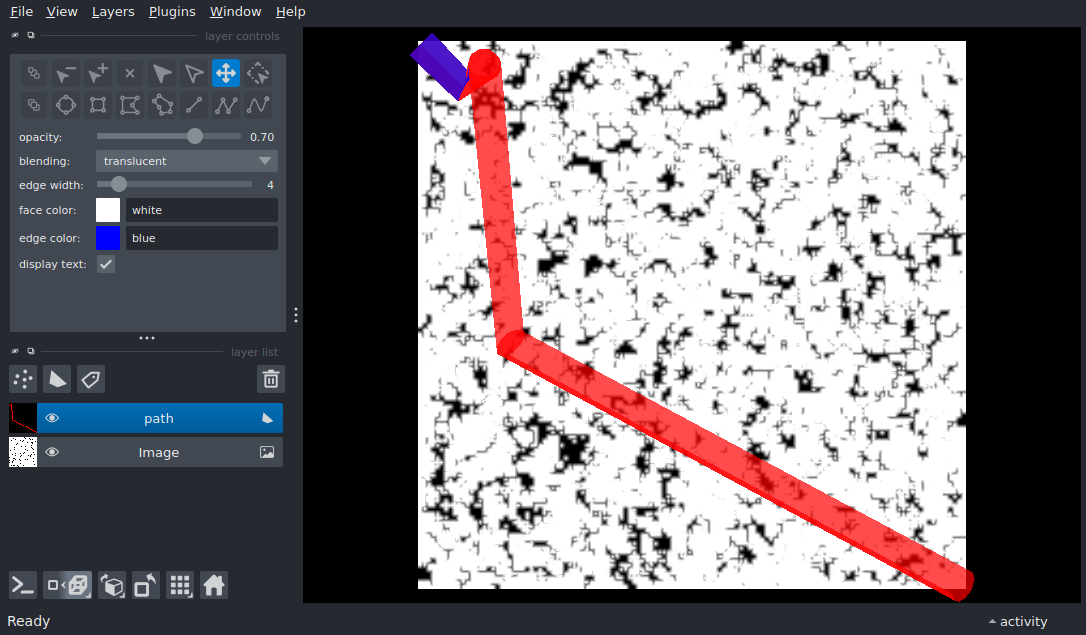 File View Layers Plugins Window Help
layer controls
opacity: 0.70
blending: translucent
edge width: 4
face color: white
edge color: blue
display text:
layer list
path
Image
Ready activity